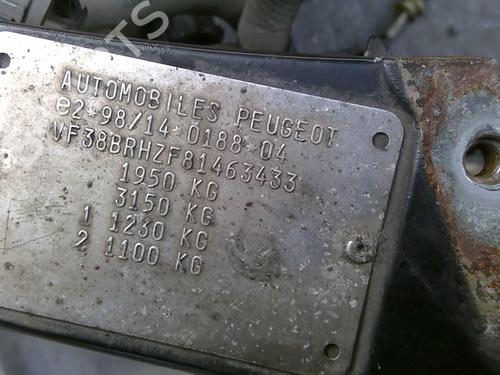 AUTOMOBILES PEUGEOT
e2*98/14*0188*04
VF38BRHZF81463433
1950 KG
3150 KG
1 1230 KG
2 1100 KG